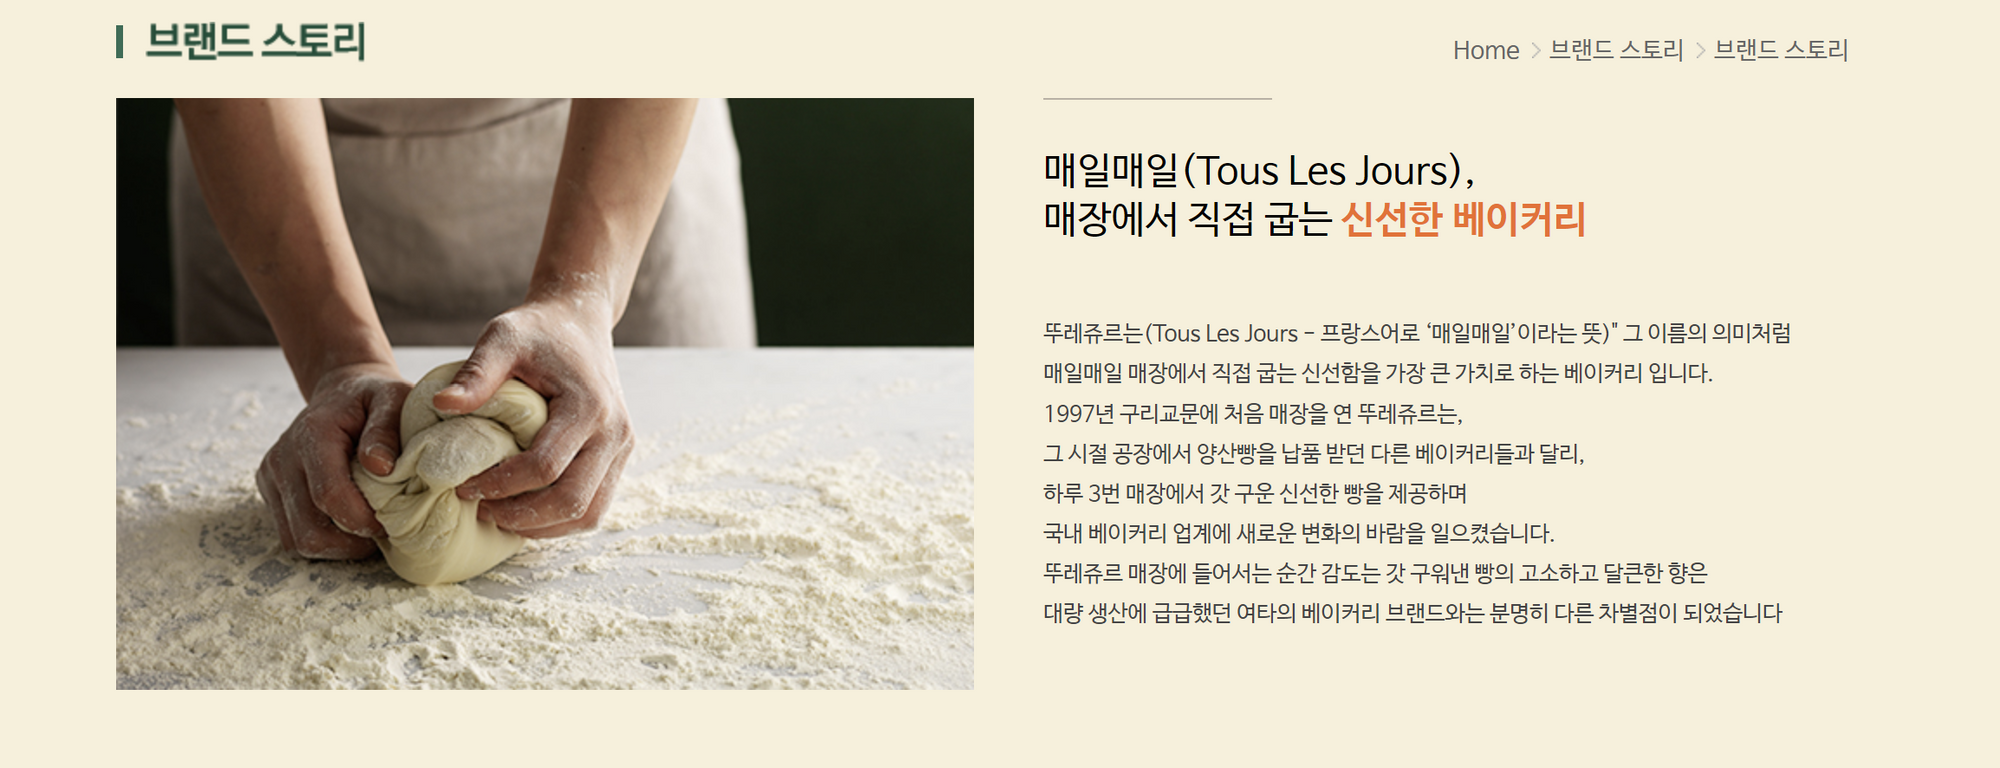 브랜드 스토리
Home > 브랜드 스토리 > 브랜드 스토리
매일매일(Tous Les Jours),
매장에서 직접 굽는 신선한 베이커리
뚜레쥬르는(Tous Les Jours - 프랑스어로 ‘매일매일’이라는 뜻)" 그 이름의 의미처럼
매일매일 매장에서 직접 굽는 신선함을 가장 큰 가치로 하는 베이커리 입니다.
1997년 구리교문에 처음 매장을 연 뚜레쥬르는,
그 시절 공장에서 양산빵을 납품 받던 다른 베이커리들과 달리,
하루 3번 매장에서 갓 구운 신선한 빵을 제공하며
국내 베이커리 업계에 새로운 변화의 바람을 일으켰습니다.
뚜레쥬르 매장에 들어서는 순간 감도는 갓 구워낸 빵의 고소하고 달큰한 향은
대량 생산에 급급했던 여타의 베이커리 브랜드와는 분명히 다른 차별점이 되었습니다